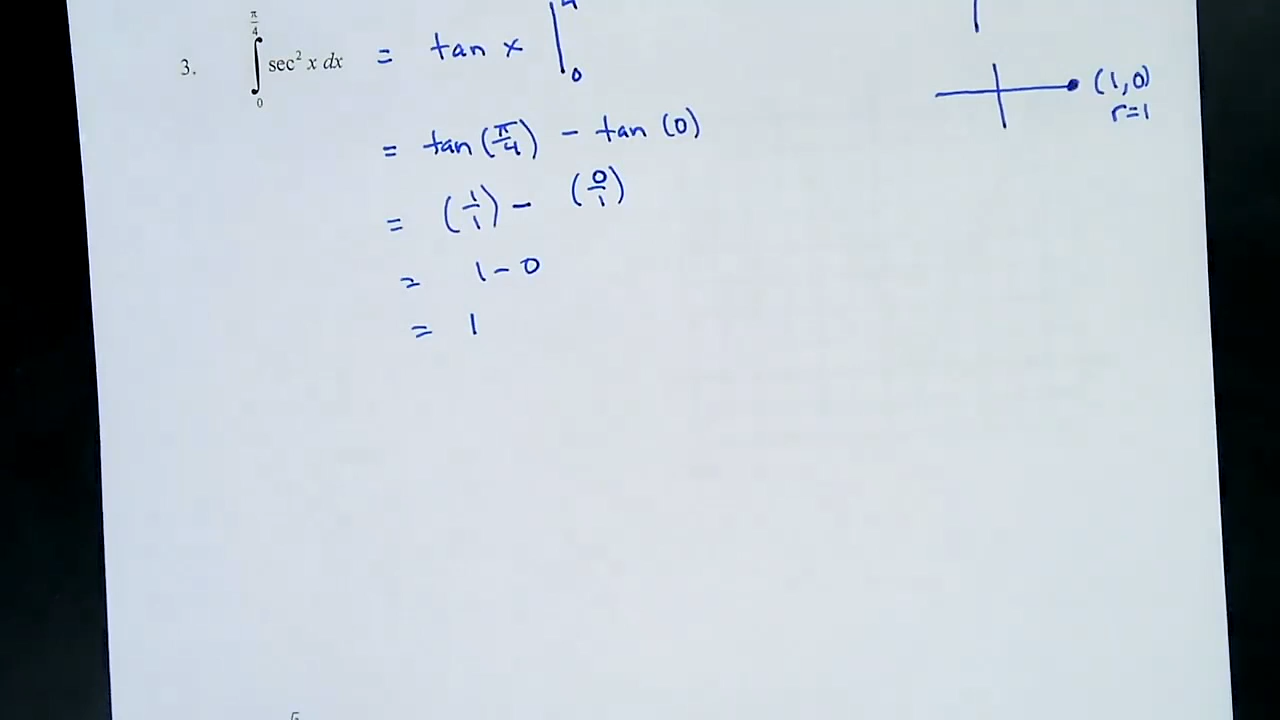 3. ∫ π/4 0 sec² x dx = tan x | 0
(1,0)
r=1
= tan(π/4) − tan(0)
= (1/1) − (0/1)
= 1 − 0
= 1